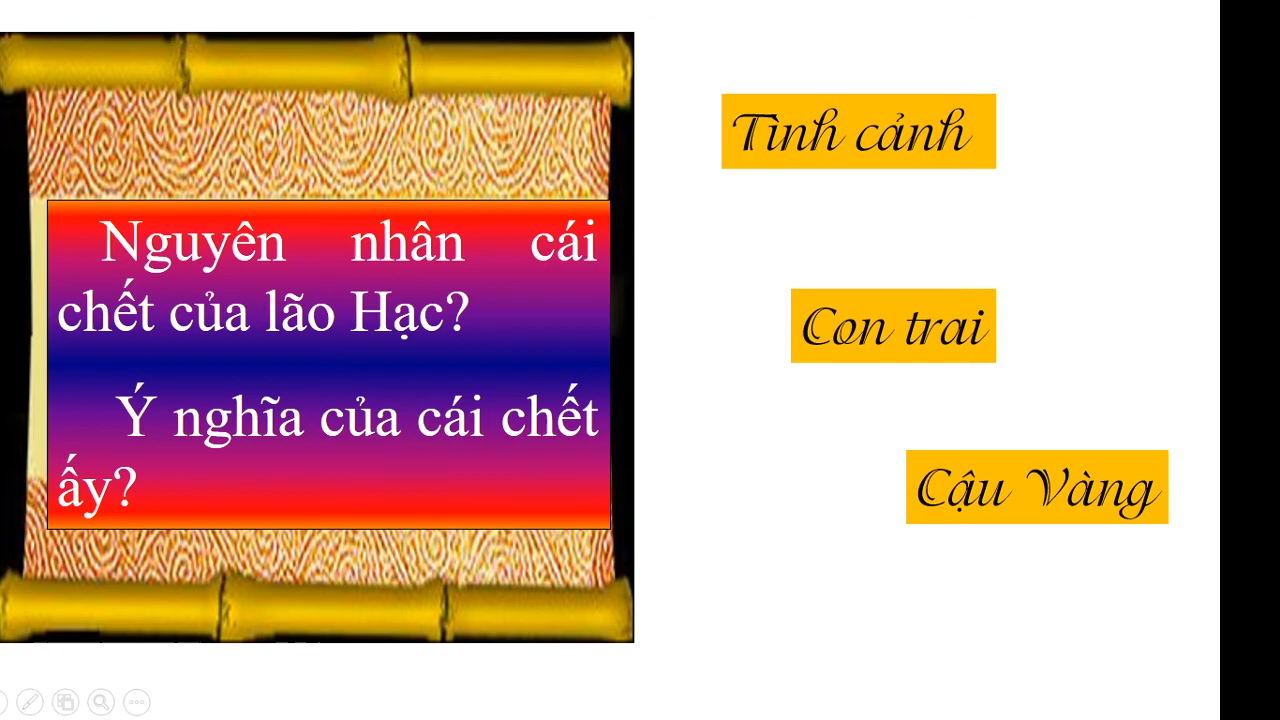 Nguyên nhân cái
chết của lão Hạc?
Ý nghĩa của cái chết
ấy?
Tình cảnh
Con trai
Cậu Vàng